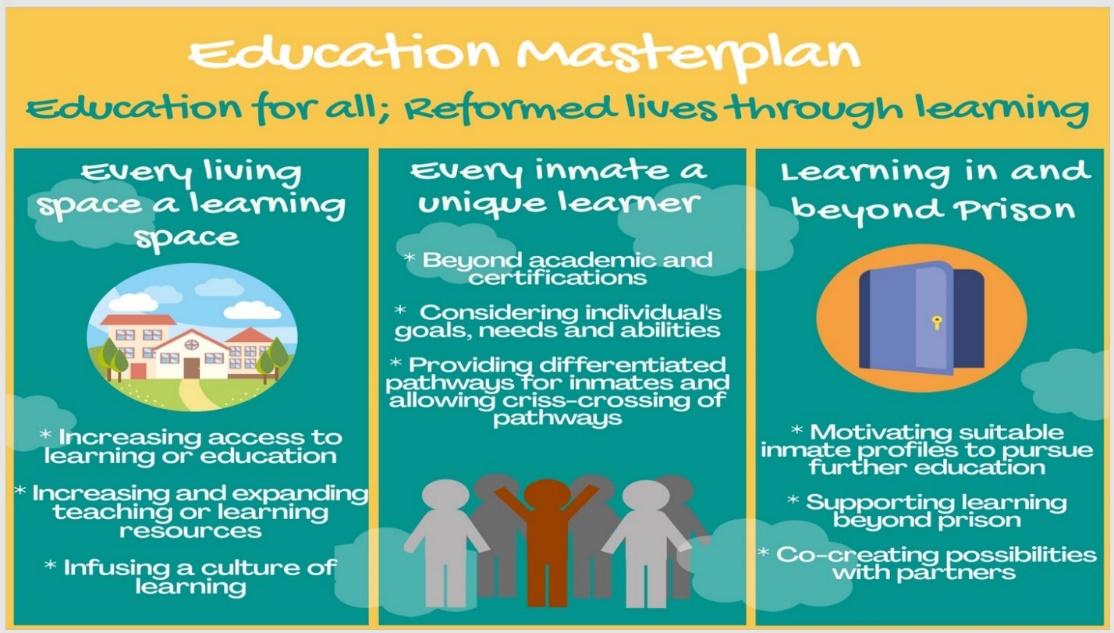 Education Masterplan
Education for all; Reformed lives through learning
Every living
space a learning
space
* Increasing access to
learning or education
* Increasing and expanding
teaching or learning
resources
* Infusing a culture of
learning
Every inmate a
unique learner
* Beyond academic and
certifications
* Considering individual's
goals, needs and abilities
* Providing differentiated
pathways for inmates and
allowing criss-crossing of
pathways
Learning in and
beyond Prison
* Motivating suitable
inmate profiles to pursue
further education
* Supporting learning
beyond prison
* Co-creating possibilities
with partners